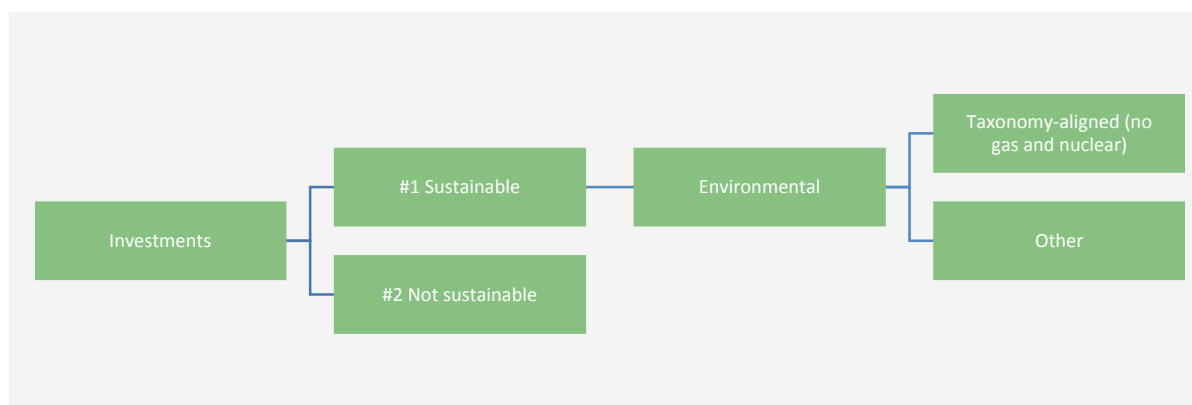 Investments
#1 Sustainable
#2 Not sustainable
Environmental
Taxonomy-aligned (no
gas and nuclear)
Other